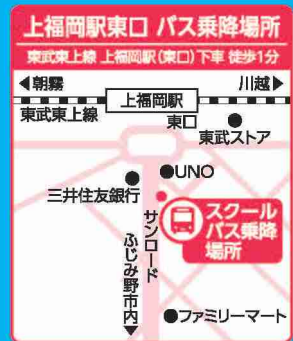 上福岡駅東口 バス乗降場所
東武東上線 上福岡駅(東口)下車 徒歩1分
◀朝霞
川越▶
上福岡駅
東武東上線
東口
東武ストア
●UNO
三井住友銀行
サンロード
スクール
バス乗降
場所
ふじみ野市内▶
●ファミリーマート